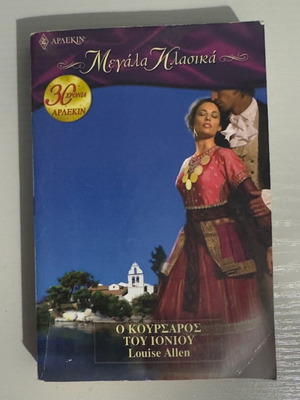 ΑΡΛΕΚΙΝ
Μεγάλα Κλασικά
30 χρόνια
ΑΡΛΕΚΙΝ
Ο ΚΟΥΡΣΑΡΟΣ
ΤΟΥ ΙΟΝΙΟΥ
Louise Allen